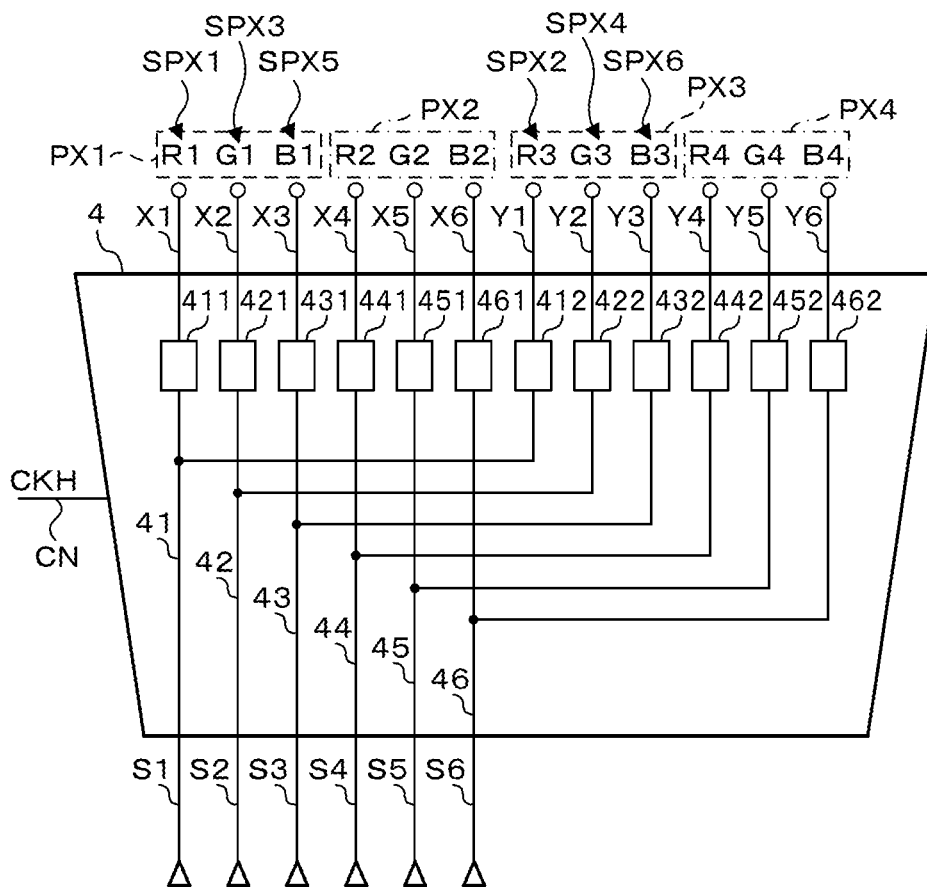 SPX3 SPX4
SPX1 SPX5 SPX2 SPX6
PX2 PX3 PX4
PX1 R1 G1 B1 R2 G2 B2 R3 G3 B3 R4 G4 B4
4 X1 X2 X3 X4 X5 X6 Y1 Y2 Y3 Y4 Y5 Y6
411 421 431 441 451 461 412 422 432 442 452 462
CKH
CN
41
42
43
44
45
46
S1 S2 S3 S4 S5 S6